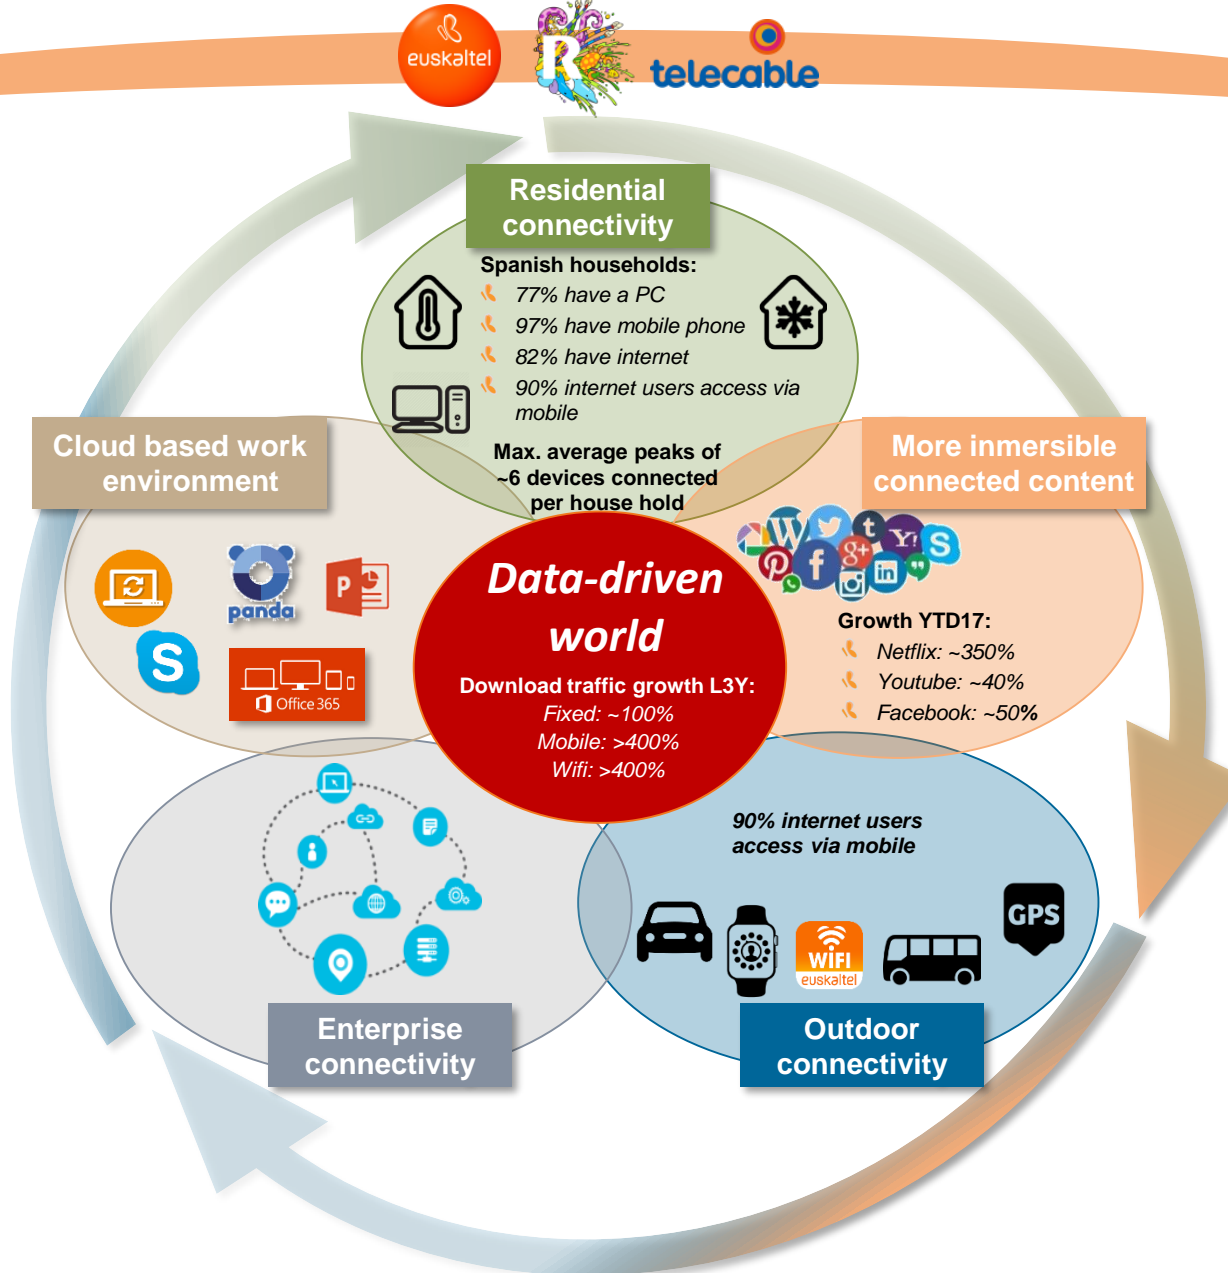 euskaltel
R
telecable
Residential
connectivity
Spanish households:
77% have a PC
97% have mobile phone
82% have internet
90% internet users access via
mobile
Max. average peaks of
~6 devices connected
per house hold
Cloud based work
environment
panda
P
S
Office 365
More inmersible
connected content
W
t
Y!
S
P
f
g+
in
Growth YTD17:
Netflix: ~350%
Youtube: ~40%
Facebook: ~50%
Data-driven
world
Download traffic growth L3Y:
Fixed: ~100%
Mobile: >400%
Wifi: >400%
Enterprise
connectivity
90% internet users
access via mobile
WiFi
euskaltel
GPS
Outdoor
connectivity